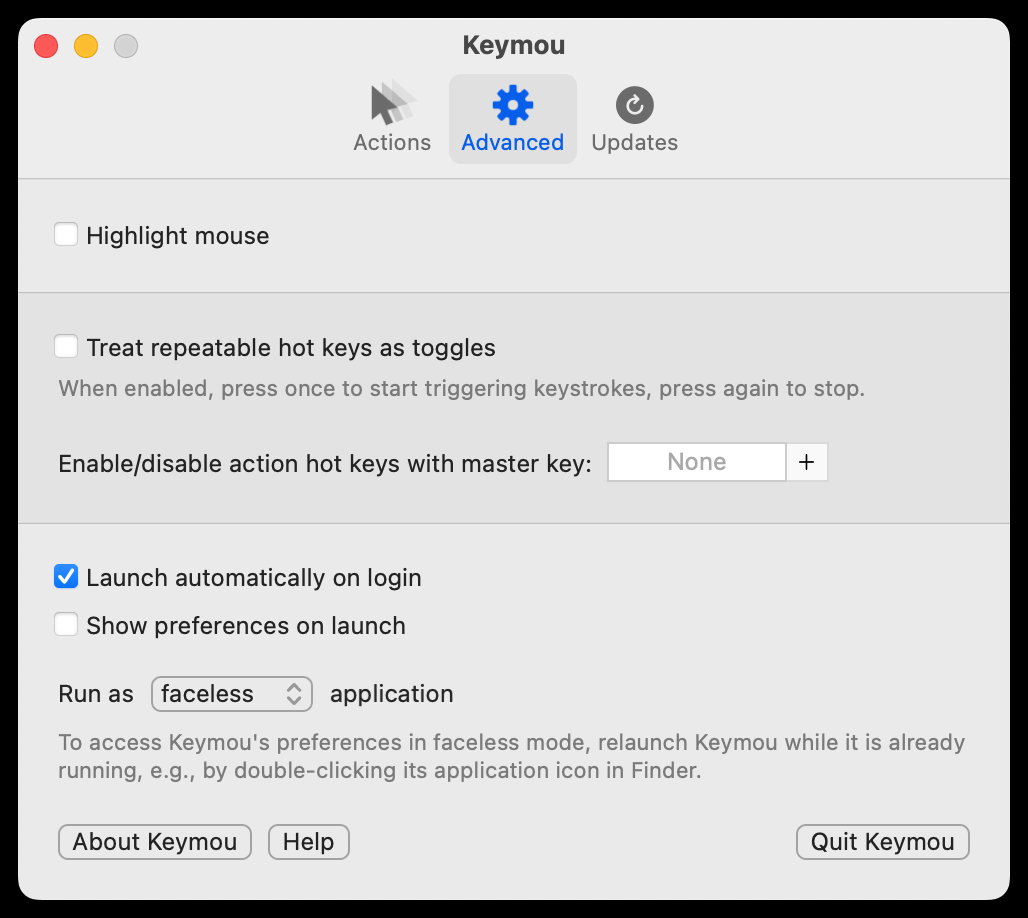 Keymou
Actions
Advanced
Updates
Highlight mouse
Treat repeatable hot keys as toggles
When enabled, press once to start triggering keystrokes, press again to stop.
Enable/disable action hot keys with master key: None +
Launch automatically on login
Show preferences on launch
Run as faceless application
To access Keymou's preferences in faceless mode, relaunch Keymou while it is already
running, e.g., by double-clicking its application icon in Finder.
About Keymou Help Quit Keymou